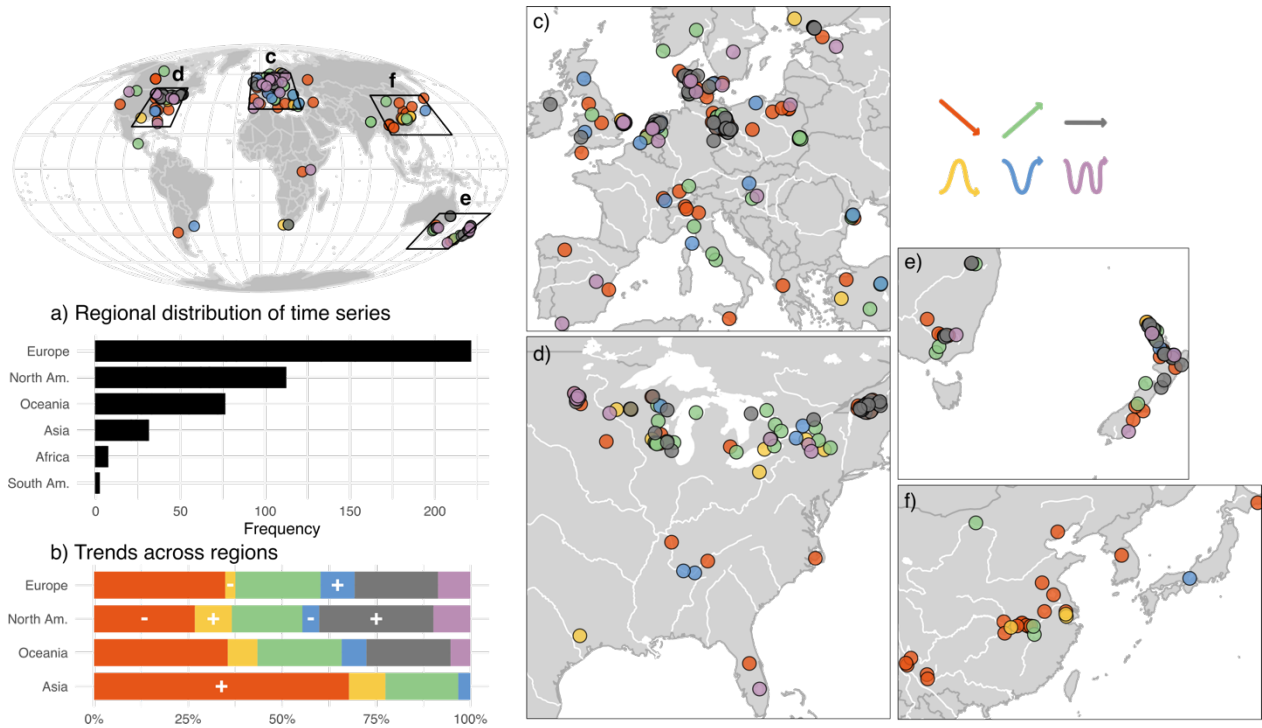 c
d
f
e
a) Regional distribution of time series
Europe
North Am.
Oceania
Asia
Africa
South Am.
0 50 100 150 200
Frequency
b) Trends across regions
Europe - +
North Am. - + - +
Oceania
Asia +
0% 25% 50% 75% 100%
c)
d)
e)
f)